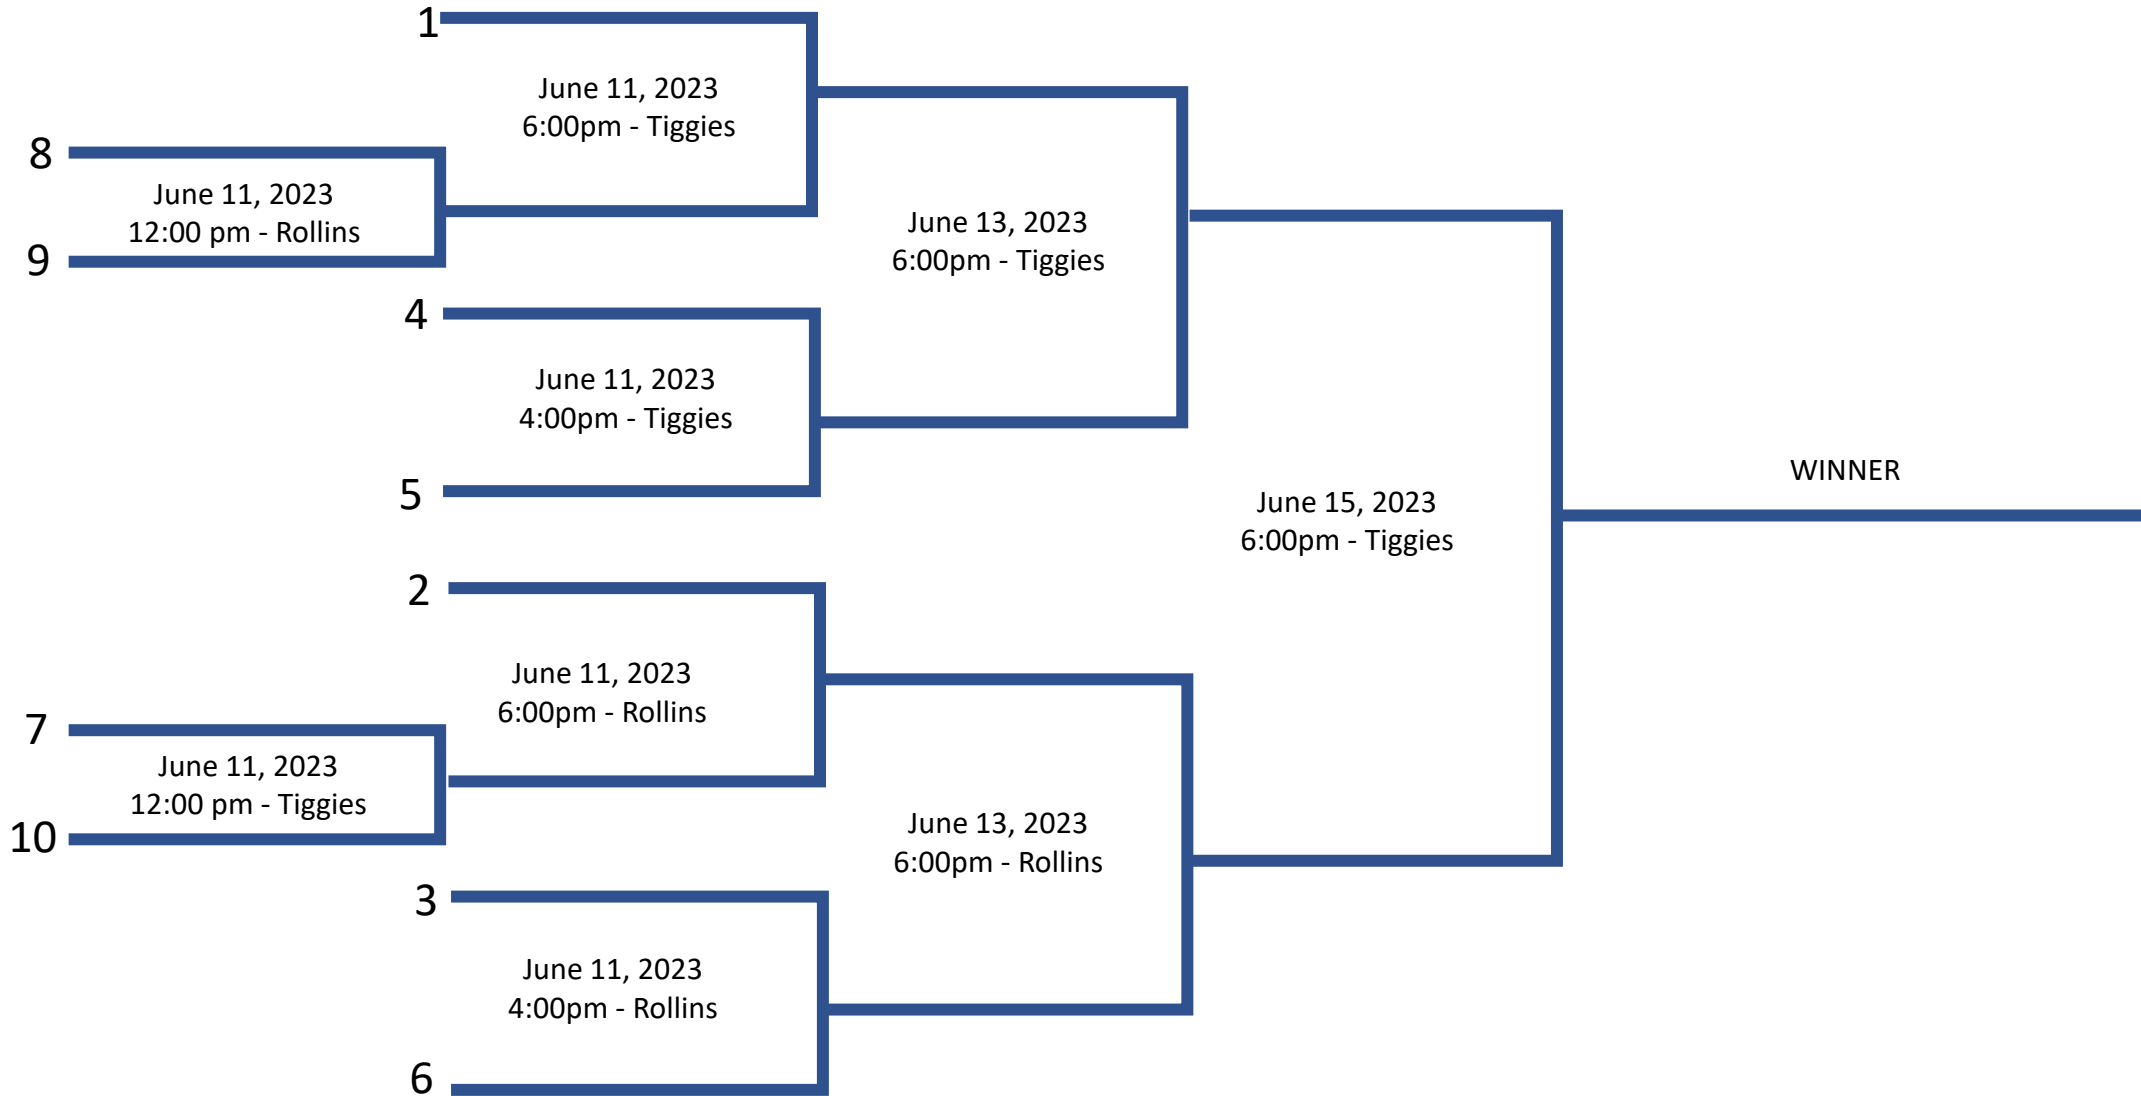 1
June 11, 2023
6:00pm - Tiggies
8
June 11, 2023
12:00 pm - Rollins
9
June 13, 2023
6:00pm - Tiggies
4
June 11, 2023
4:00pm - Tiggies
5
WINNER
June 15, 2023
6:00pm - Tiggies
2
June 11, 2023
6:00pm - Rollins
7
June 11, 2023
12:00 pm - Tiggies
10
June 13, 2023
6:00pm - Rollins
3
June 11, 2023
4:00pm - Rollins
6